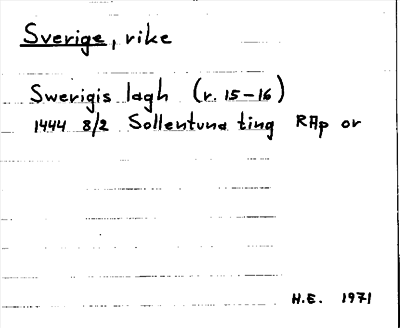 Sverige, rike
Swerigis lagh (r. 15-16)
1444 8/2 Sollentuna ting RAp or
H.E. 1971